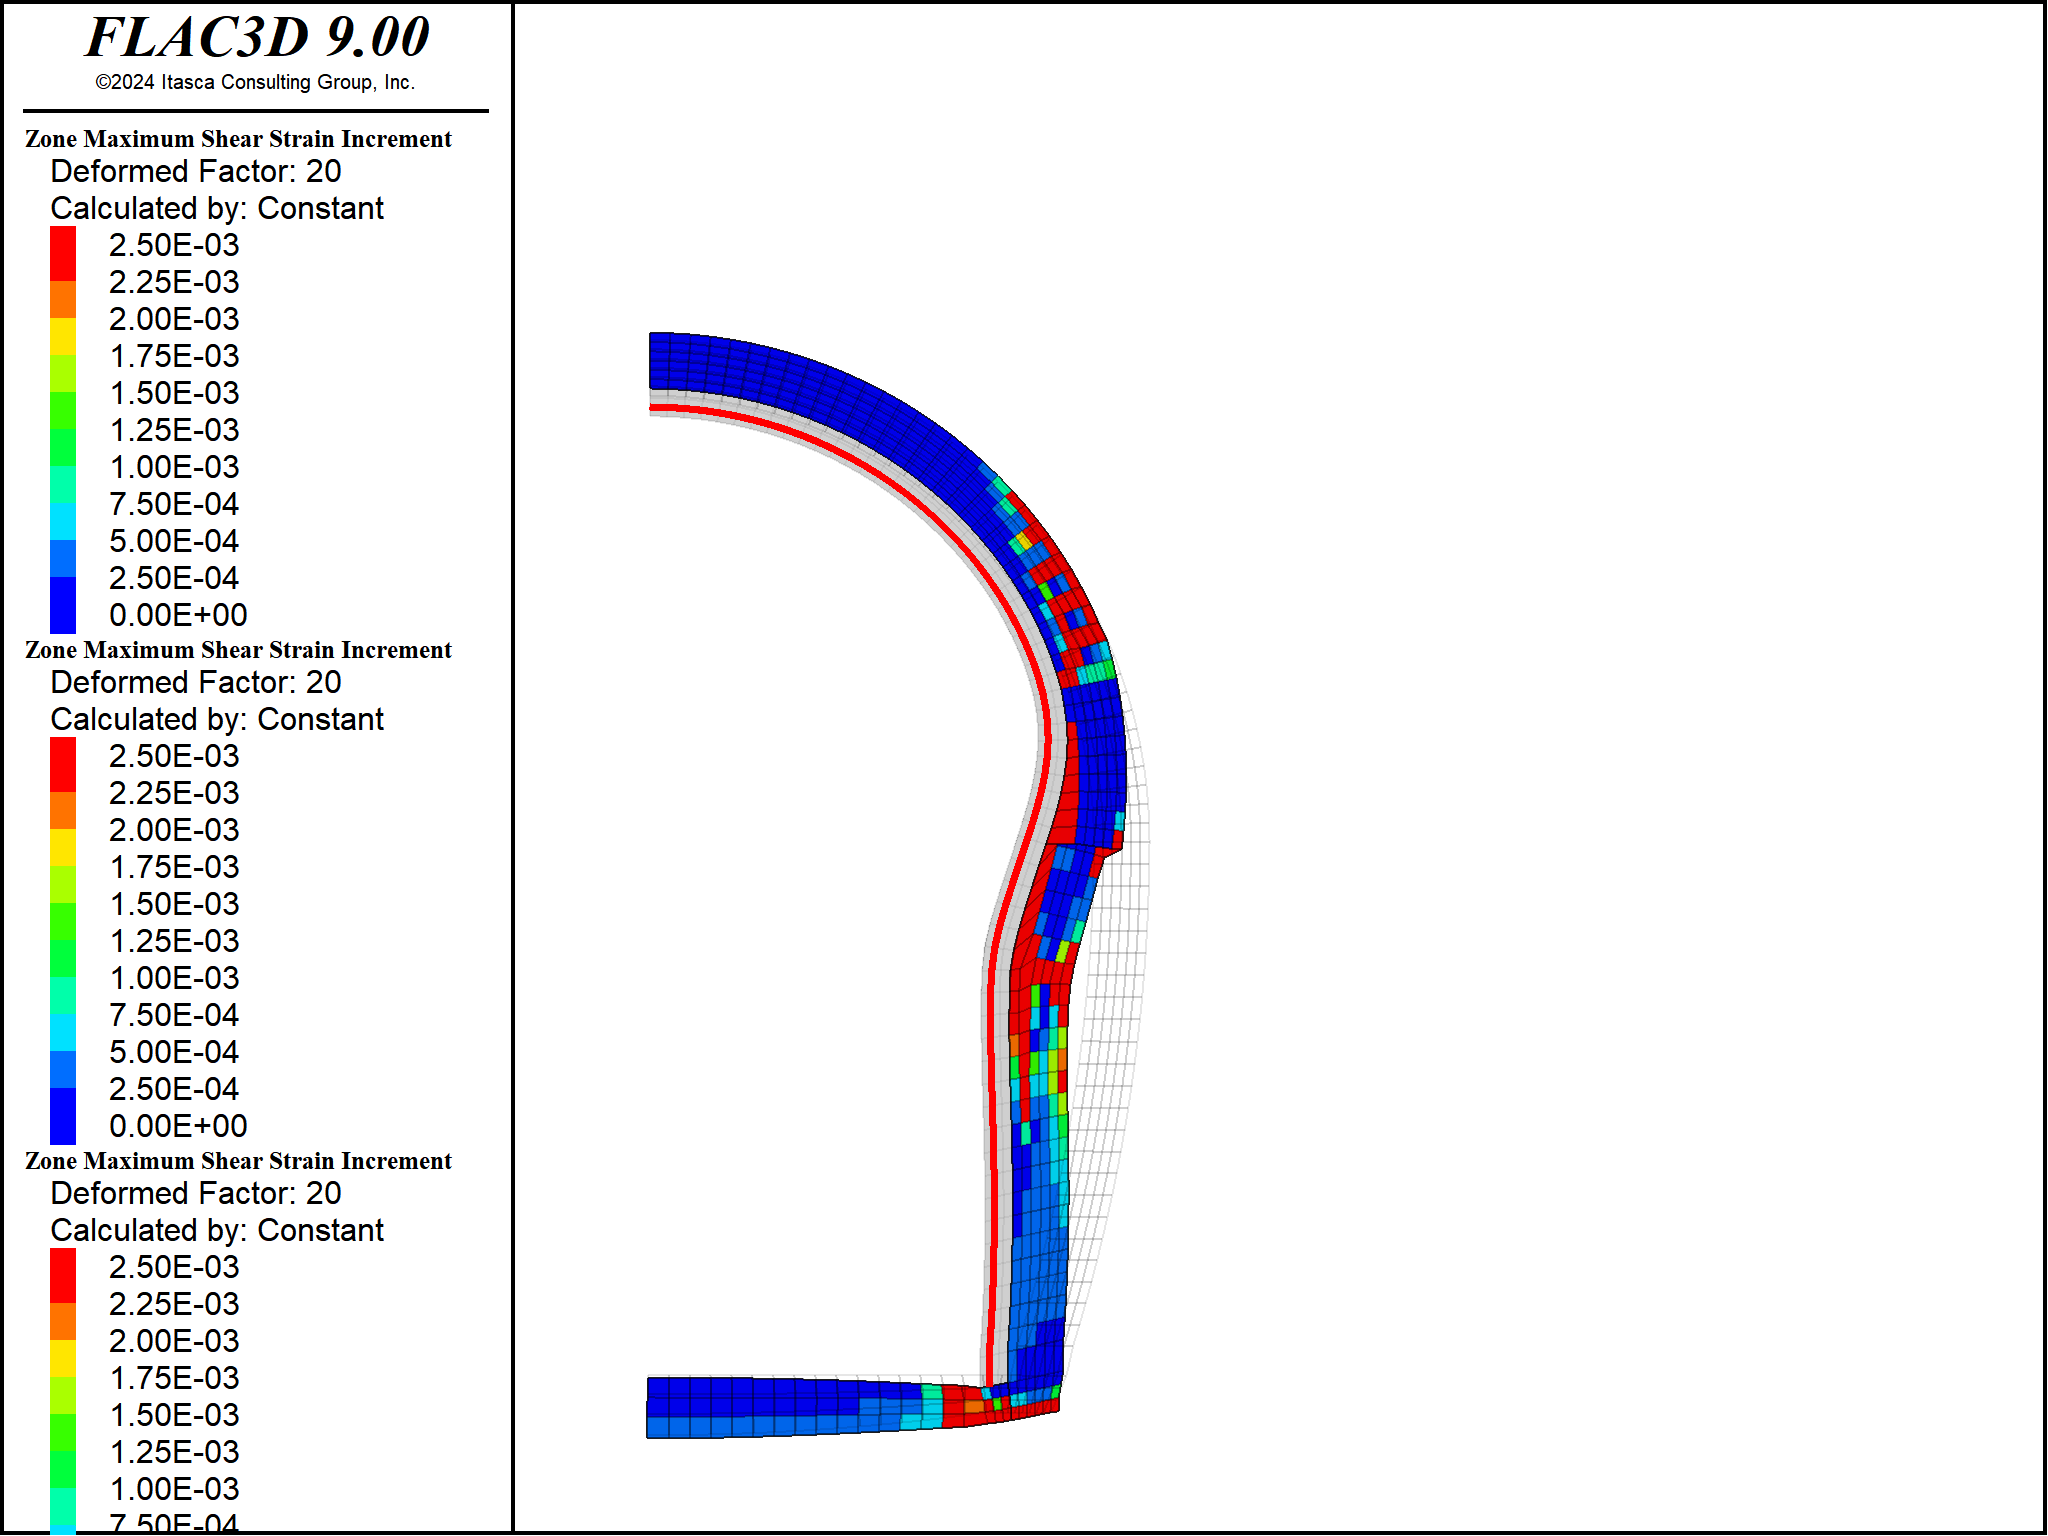 FLAC3D 9.00
©2024 Itasca Consulting Group, Inc.
Zone Maximum Shear Strain Increment
Deformed Factor: 20
Calculated by: Constant
2.50E-03
2.25E-03
2.00E-03
1.75E-03
1.50E-03
1.25E-03
1.00E-03
7.50E-04
5.00E-04
2.50E-04
0.00E+00
Zone Maximum Shear Strain Increment
Deformed Factor: 20
Calculated by: Constant
2.50E-03
2.25E-03
2.00E-03
1.75E-03
1.50E-03
1.25E-03
1.00E-03
7.50E-04
5.00E-04
2.50E-04
0.00E+00
Zone Maximum Shear Strain Increment
Deformed Factor: 20
Calculated by: Constant
2.50E-03
2.25E-03
2.00E-03
1.75E-03
1.50E-03
1.25E-03
1.00E-03
7.50E-04